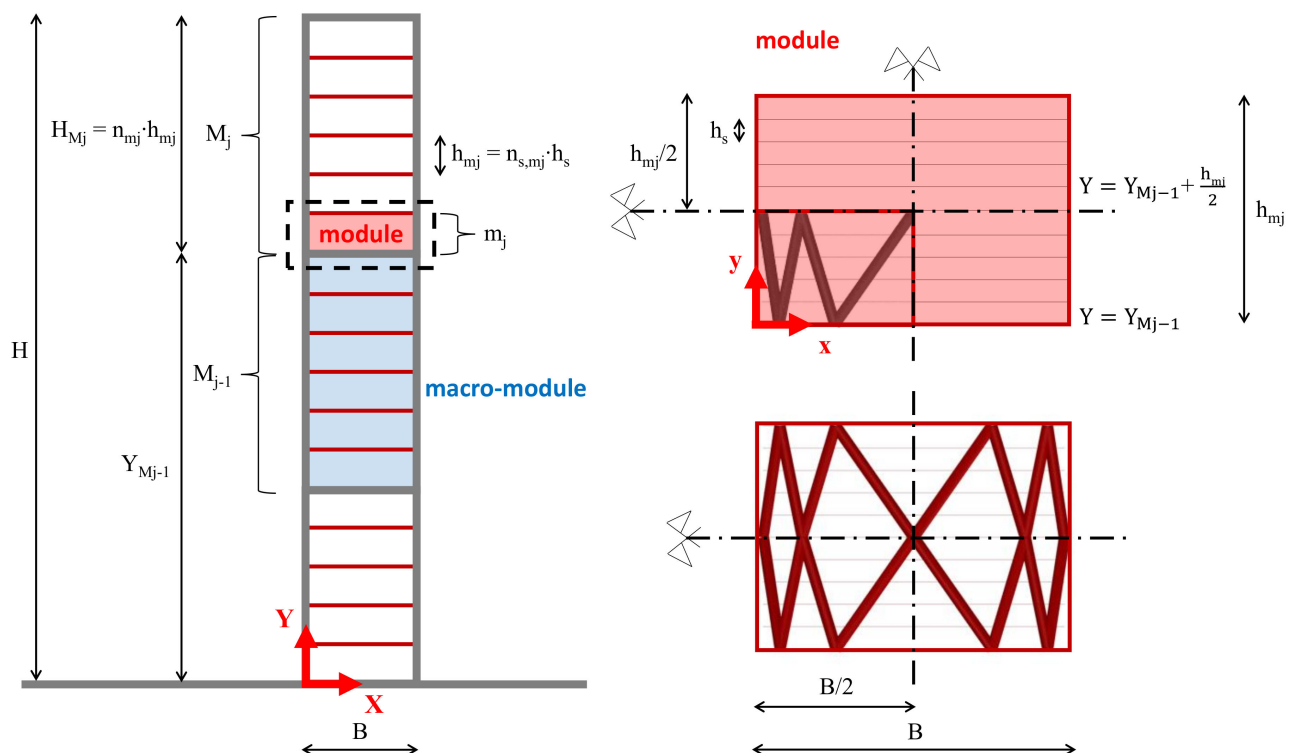 H
H_Mj = n_mj·h_mj
M_j
h_mj = n_s,mj·h_s
module
m_j
M_j-1
macro-module
Y_Mj-1
Y
X
B
module
h_s
h_mj/2
Y = Y_Mj-1 + h_mi/2
h_mj
y
Y = Y_Mj-1
x
B/2
B